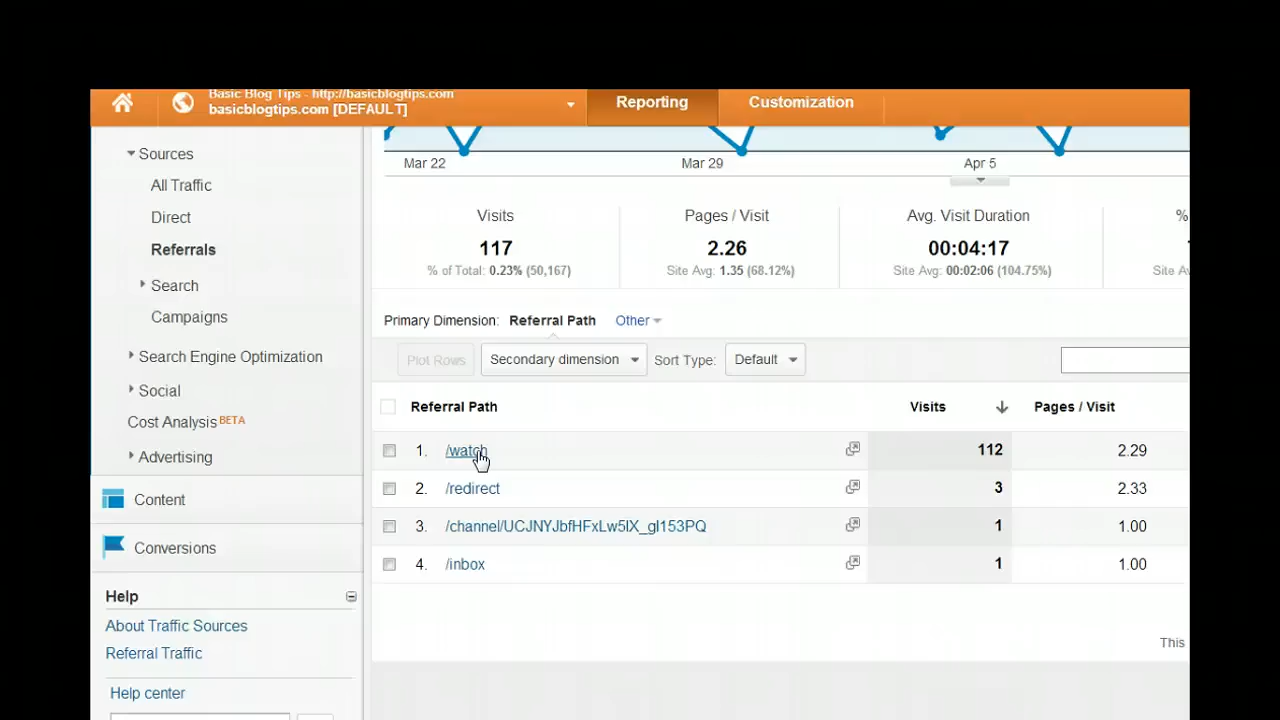 Basic Blog Tips - http://basicblogtips.com
basicblogtips.com [DEFAULT]
Reporting
Customization
Sources
All Traffic
Direct
Referrals
Search
Campaigns
Search Engine Optimization
Social
Cost Analysis BETA
Advertising
Content
Conversions
Help
About Traffic Sources
Referral Traffic
Help center
Mar 22 Mar 29 Apr 5
Visits Pages / Visit Avg. Visit Duration %
117 2.26 00:04:17
% of Total: 0.23% (50,167) Site Avg: 1.35 (68.12%) Site Avg: 00:02:06 (104.75%) Site Av
Primary Dimension: Referral Path Other
Plot Rows Secondary dimension Sort Type: Default
Referral Path Visits Pages / Visit
1. /watch 112 2.29
2. /redirect 3 2.33
3. 1 1.00
4. /inbox 1 1.00
This